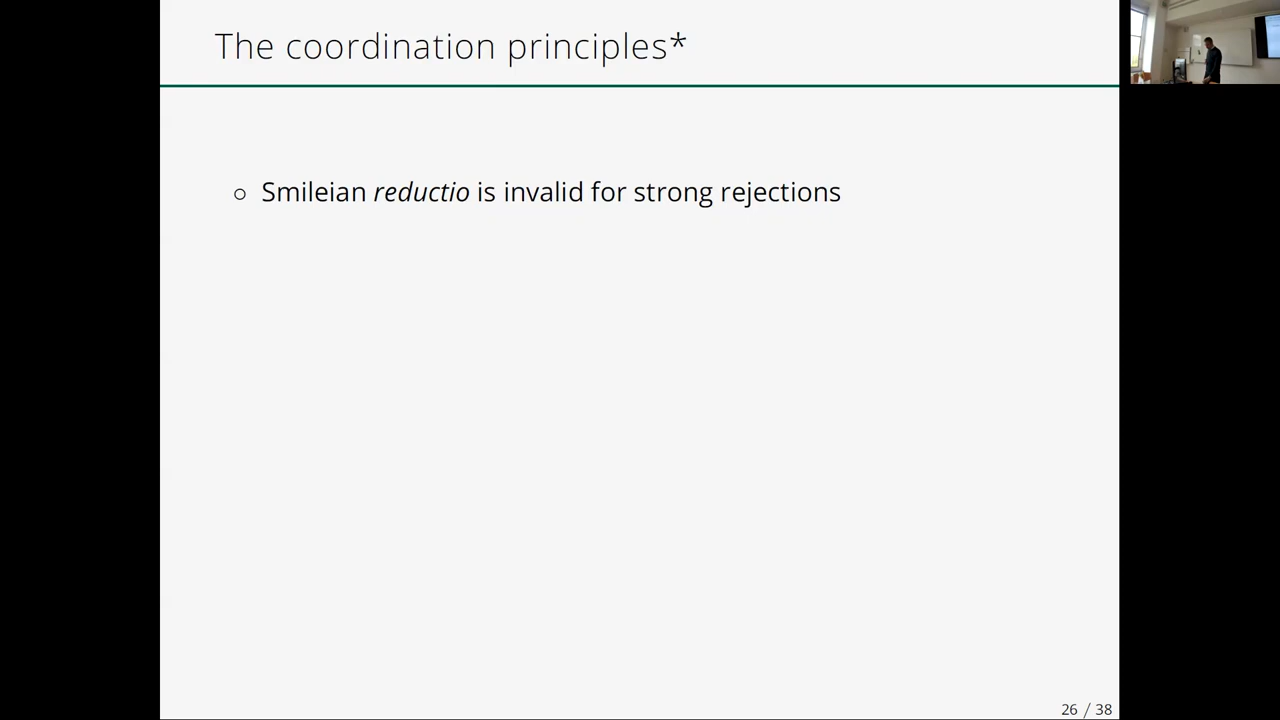 The coordination principles*
Smileian reductio is invalid for strong rejections
26 / 38